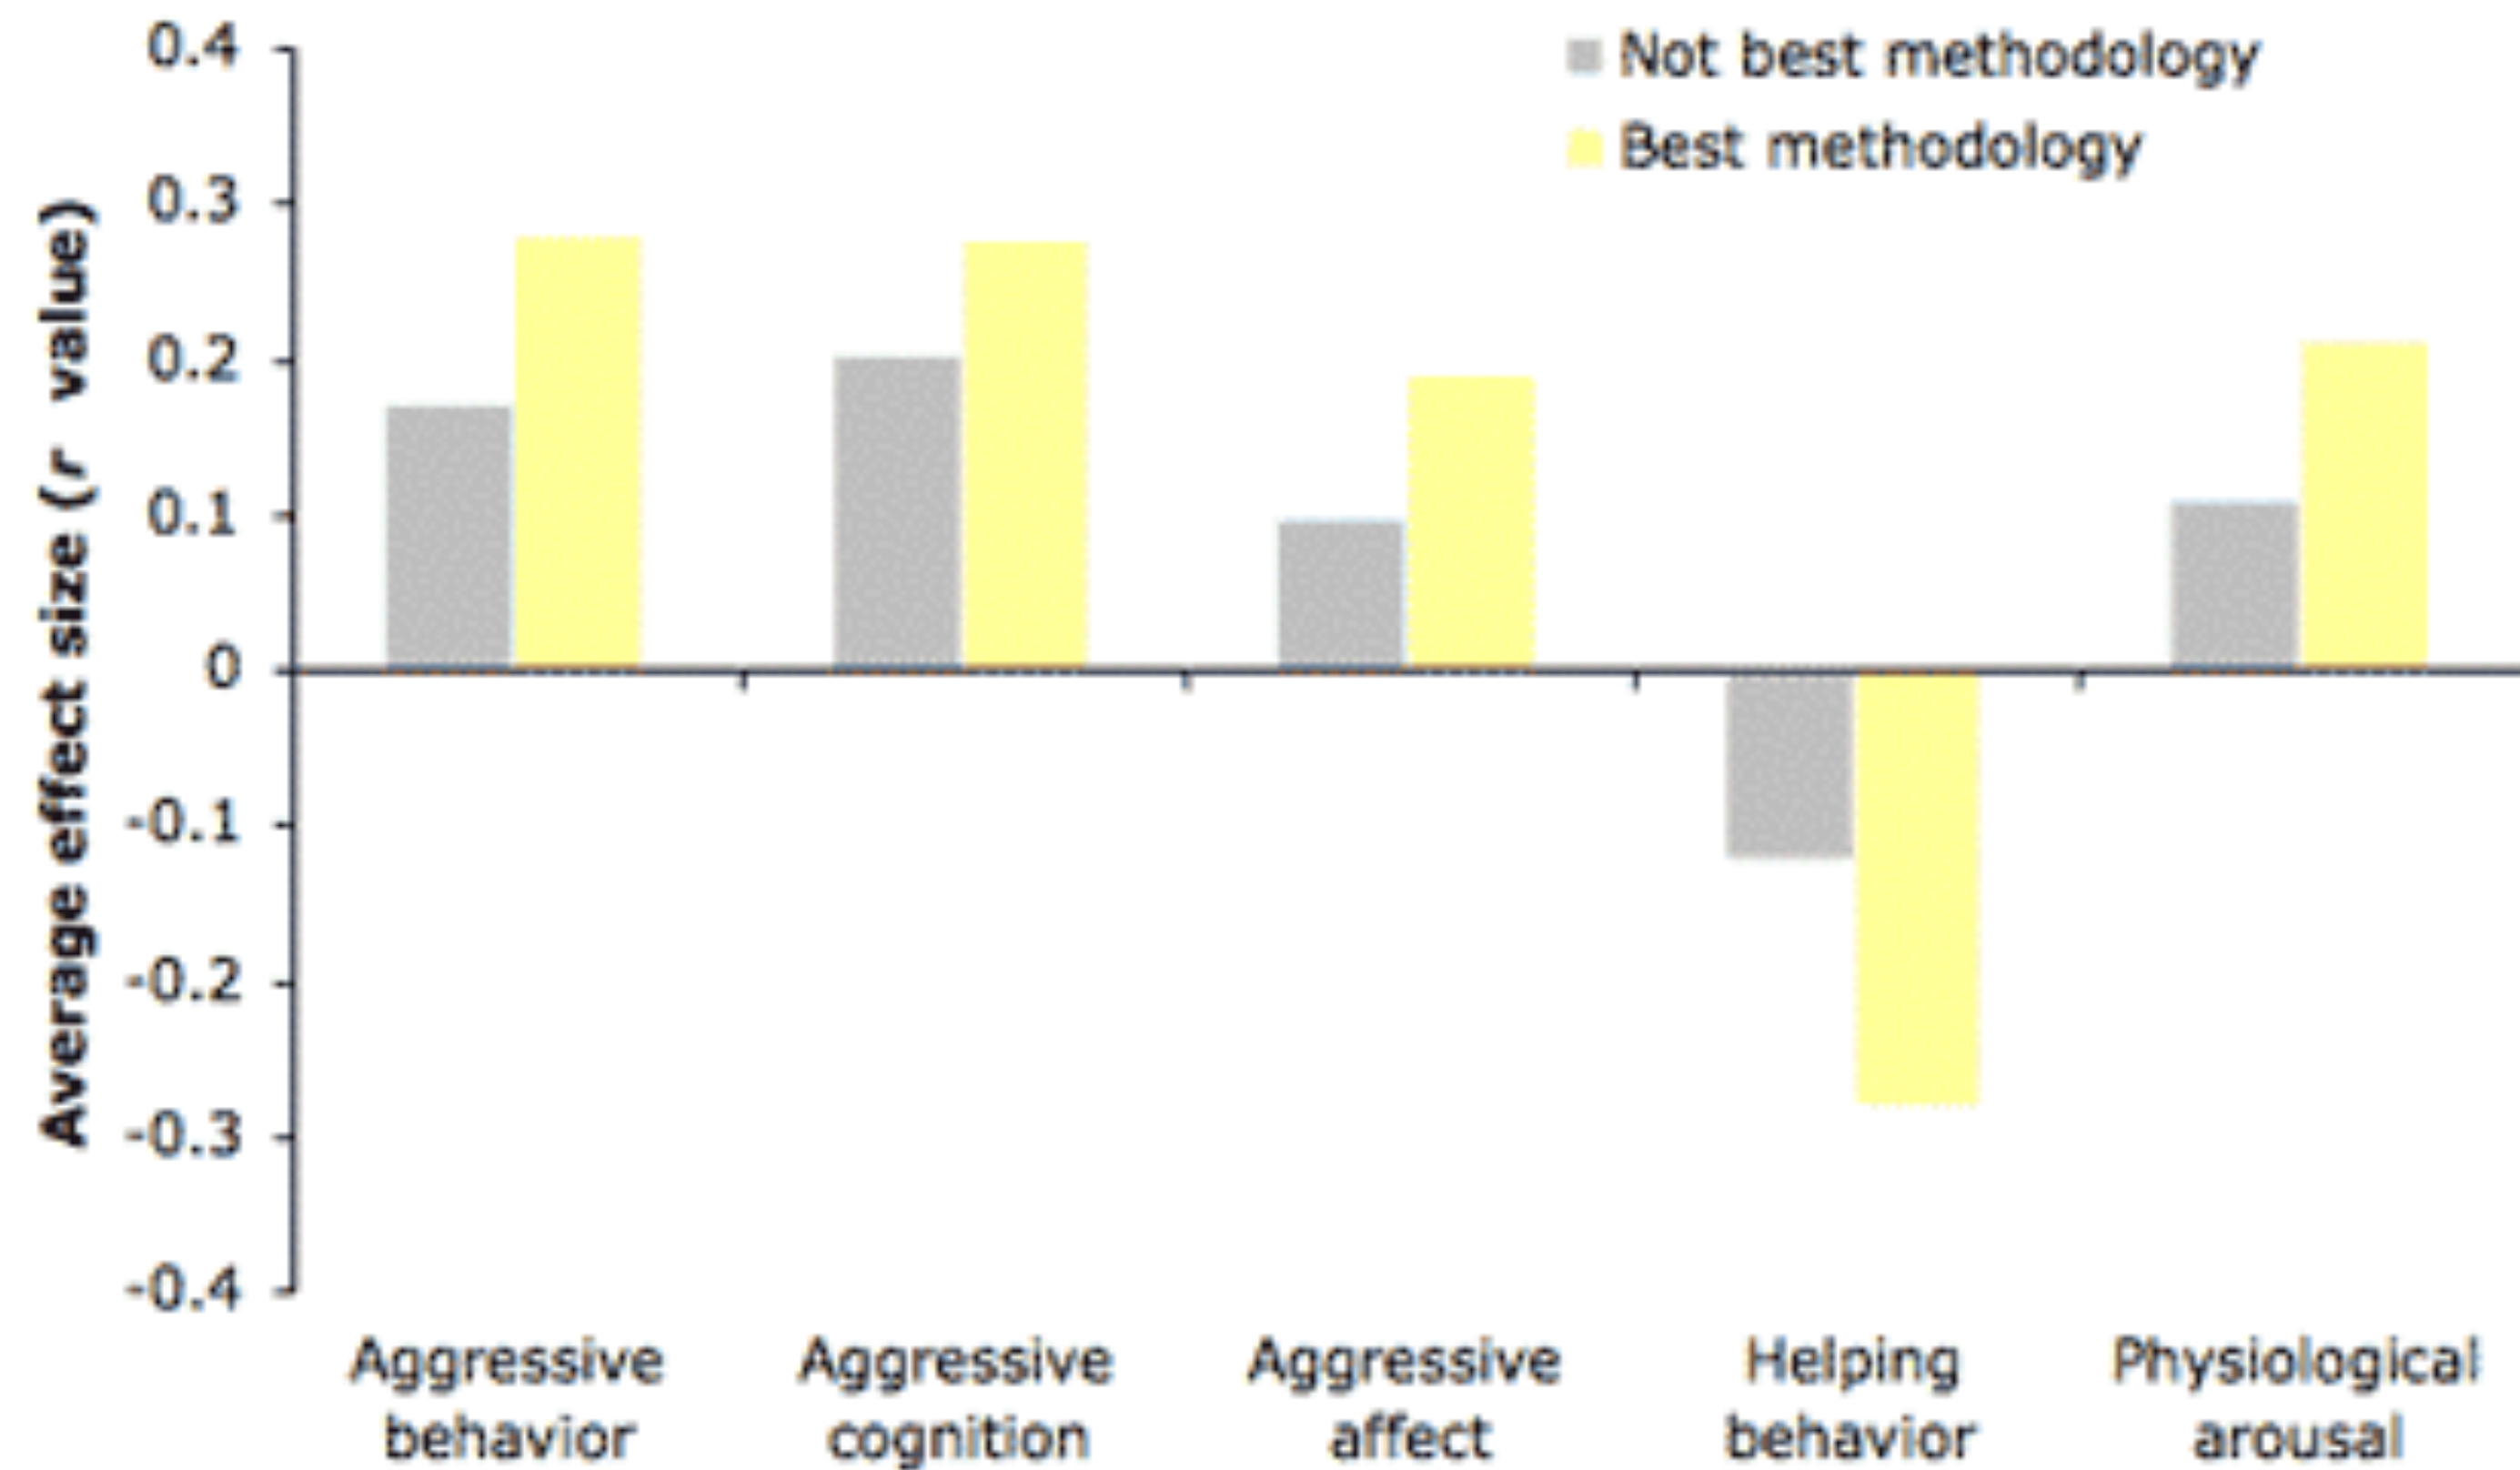 Average effect size (r value)
0.4
0.3
0.2
0.1
0
-0.1
-0.2
-0.3
-0.4
Not best methodology
Best methodology
Aggressive
behavior
Aggressive
cognition
Aggressive
affect
Helping
behavior
Physiological
arousal